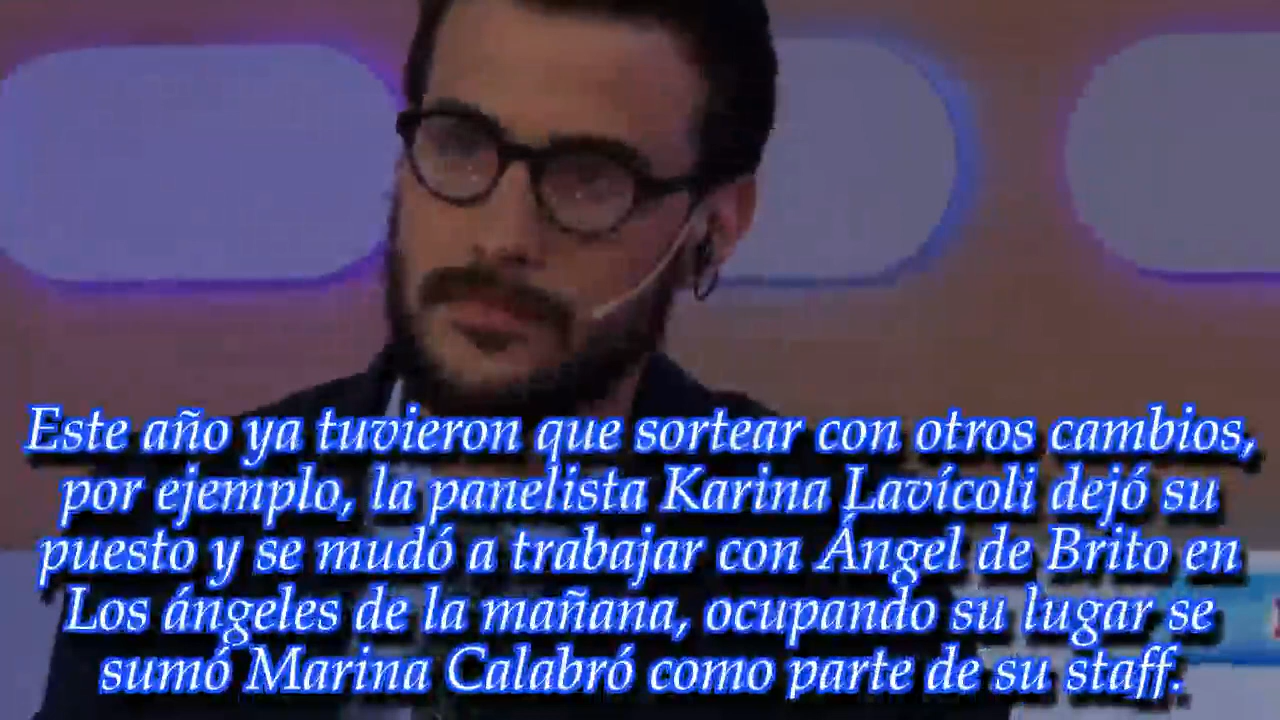 Este año ya tuvieron que sortear con otros cambios,
por ejemplo, la panelista Karina Lavícoli dejó su
puesto y se mudó a trabajar con Ángel de Brito en
Los ángeles de la mañana, ocupando su lugar se
sumó Marina Calabró como parte de su staff.